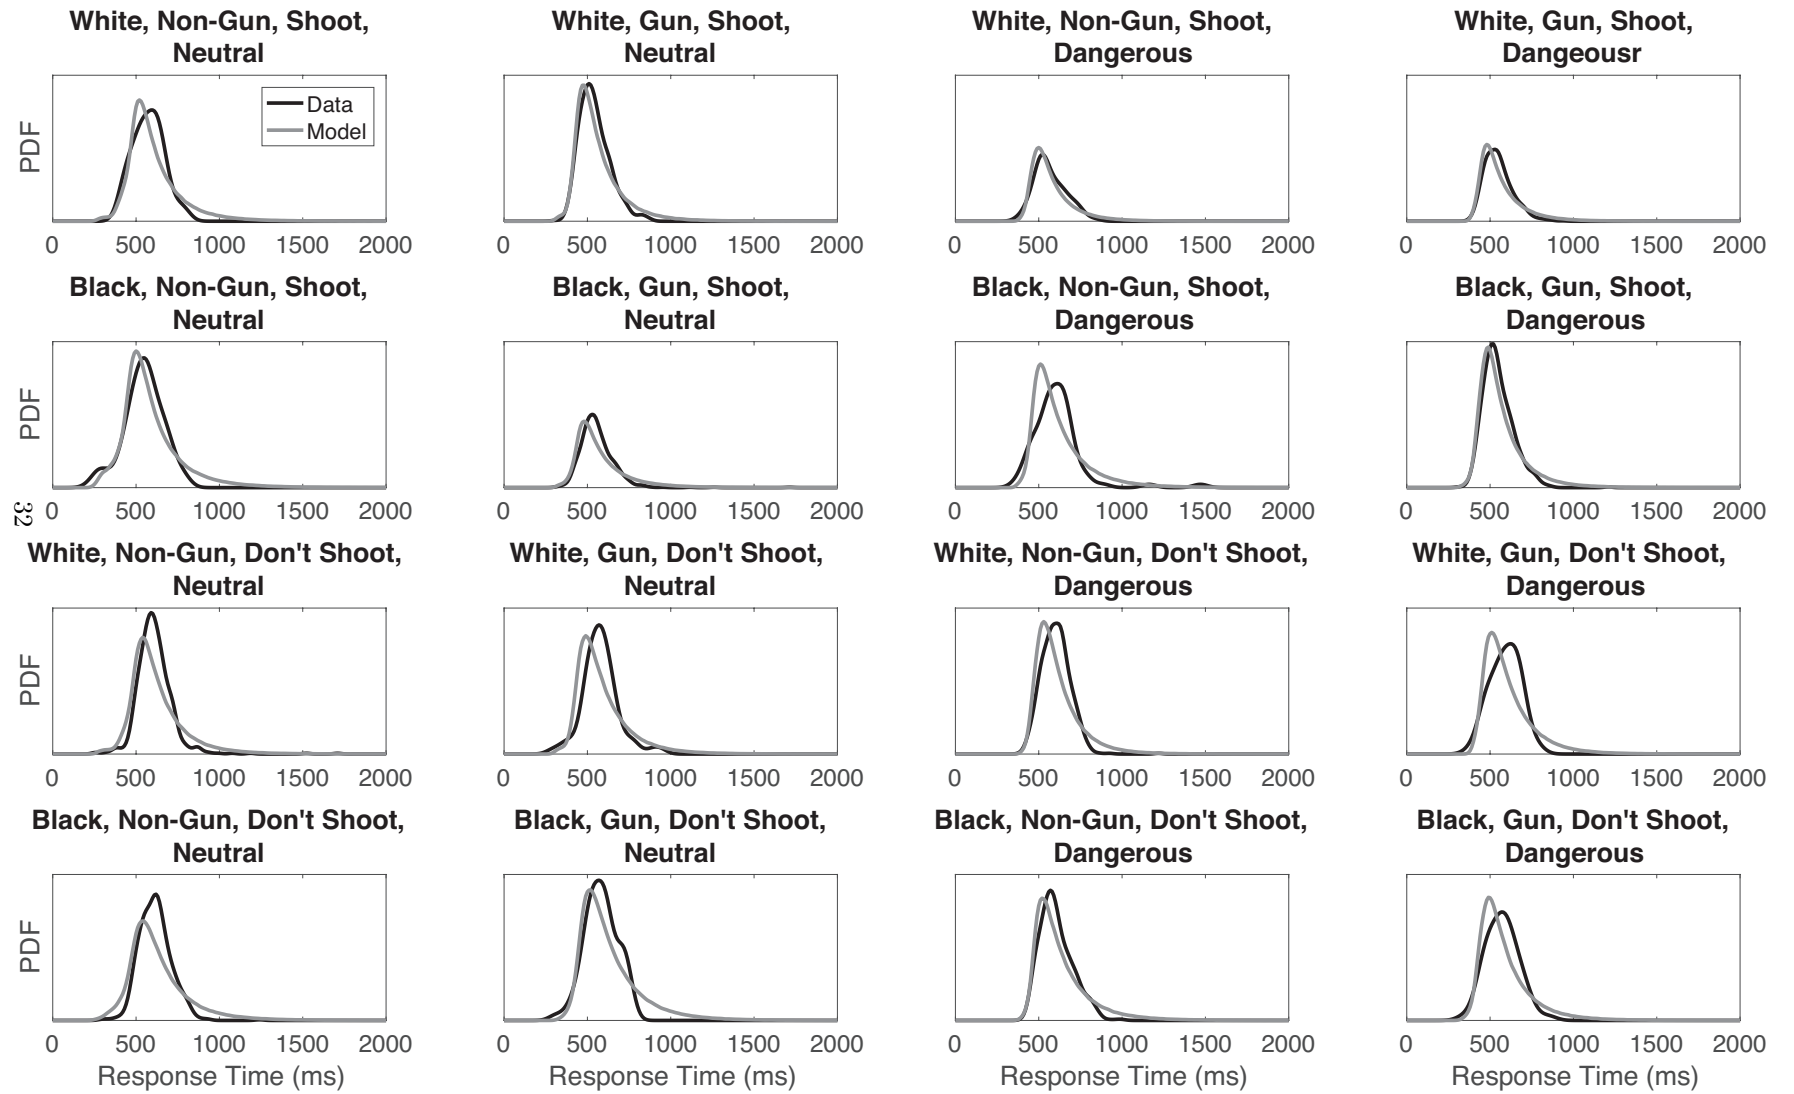 White, Non-Gun, Shoot,
Neutral
White, Gun, Shoot,
Neutral
White, Non-Gun, Shoot,
Dangerous
White, Gun, Shoot,
Dangeousr
PDF
Data
Model
0 500 1000 1500 2000
0 500 1000 1500 2000
0 500 1000 1500 2000
0 500 1000 1500 2000
Black, Non-Gun, Shoot,
Neutral
Black, Gun, Shoot,
Neutral
Black, Non-Gun, Shoot,
Dangerous
Black, Gun, Shoot,
Dangerous
PDF
32
0 500 1000 1500 2000
0 500 1000 1500 2000
0 500 1000 1500 2000
0 500 1000 1500 2000
White, Non-Gun, Don't Shoot,
Neutral
White, Gun, Don't Shoot,
Neutral
White, Non-Gun, Don't Shoot,
Dangerous
White, Gun, Don't Shoot,
Dangerous
PDF
0 500 1000 1500 2000
0 500 1000 1500 2000
0 500 1000 1500 2000
0 500 1000 1500 2000
Black, Non-Gun, Don't Shoot,
Neutral
Black, Gun, Don't Shoot,
Neutral
Black, Non-Gun, Don't Shoot,
Dangerous
Black, Gun, Don't Shoot,
Dangerous
PDF
0 500 1000 1500 2000
0 500 1000 1500 2000
0 500 1000 1500 2000
0 500 1000 1500 2000
Response Time (ms)
Response Time (ms)
Response Time (ms)
Response Time (ms)